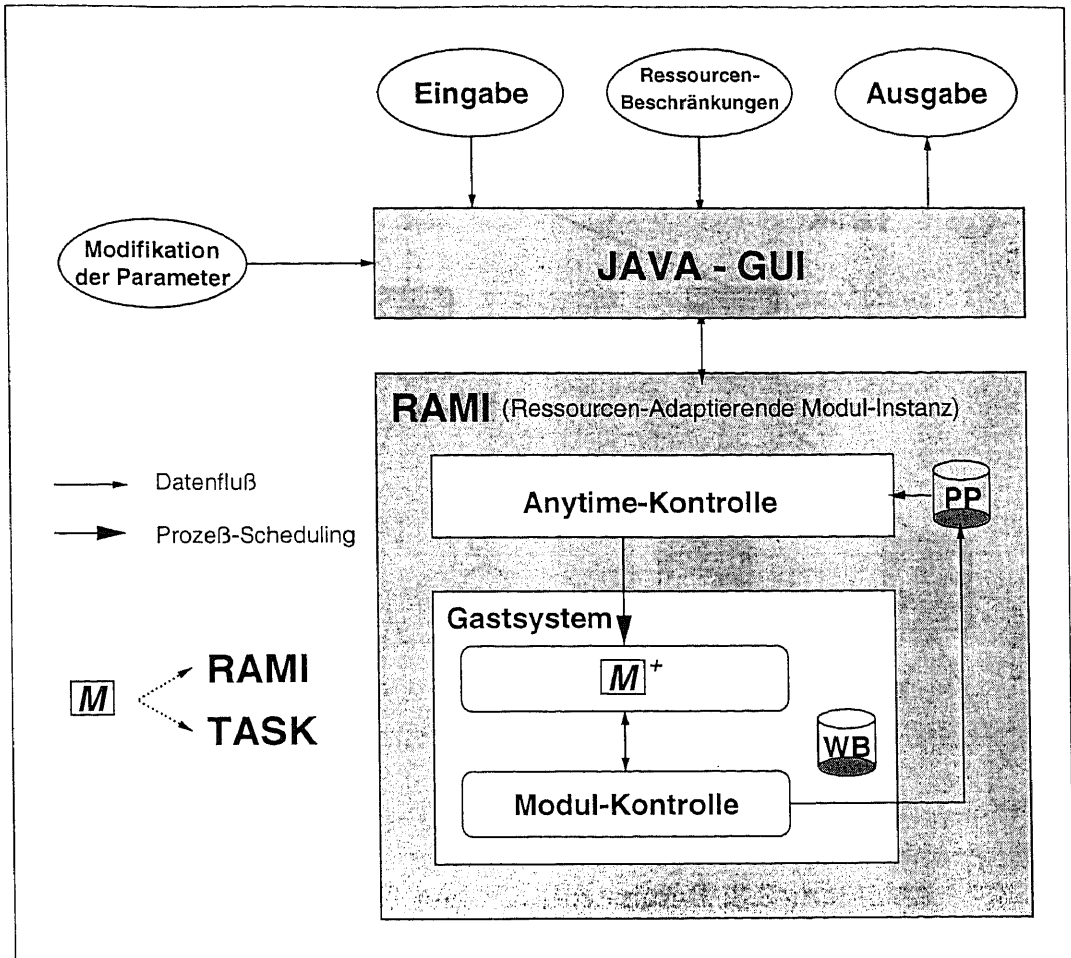 Eingabe
Ressourcen-
Beschränkungen
Ausgabe
Modifikation
der Parameter
JAVA - GUI
RAMI (Ressourcen-Adaptierende Modul-Instanz)
Anytime-Kontrolle
PP
Datenfluß
Prozeß-Scheduling
Gastsystem
M+
WB
Modul-Kontrolle
M
RAMI
TASK